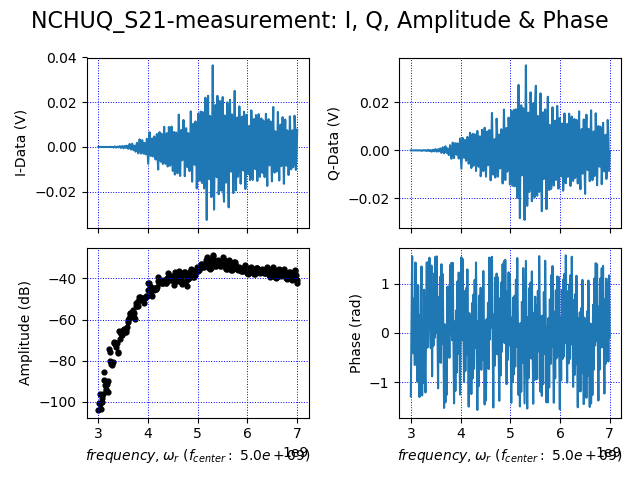 NCHUQ_S21-measurement: I, Q, Amplitude & Phase
I-Data (V)
0.04
0.02
0.00
−0.02
Q-Data (V)
0.02
0.00
−0.02
Amplitude (dB)
−40
−60
−80
−100
3 4 5 6 7
1e9
frequency, ωr (fcenter : 5.0e+09)
Phase (rad)
1
0
−1
3 4 5 6 7
1e9
frequency, ωr (fcenter : 5.0e+09)